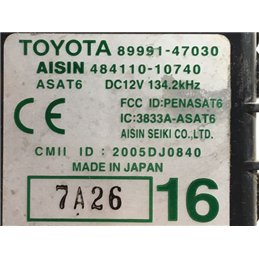 TOYOTA 89991-47030
AISIN 484110-10740
ASAT6 DC12V 134.2kHz
FCC ID:PENASAT6
CE IC:3833A-ASAT6
AISIN SEIKI CO.,LTD.
CMII ID : 2005DJ0840
MADE IN JAPAN
7A26 16